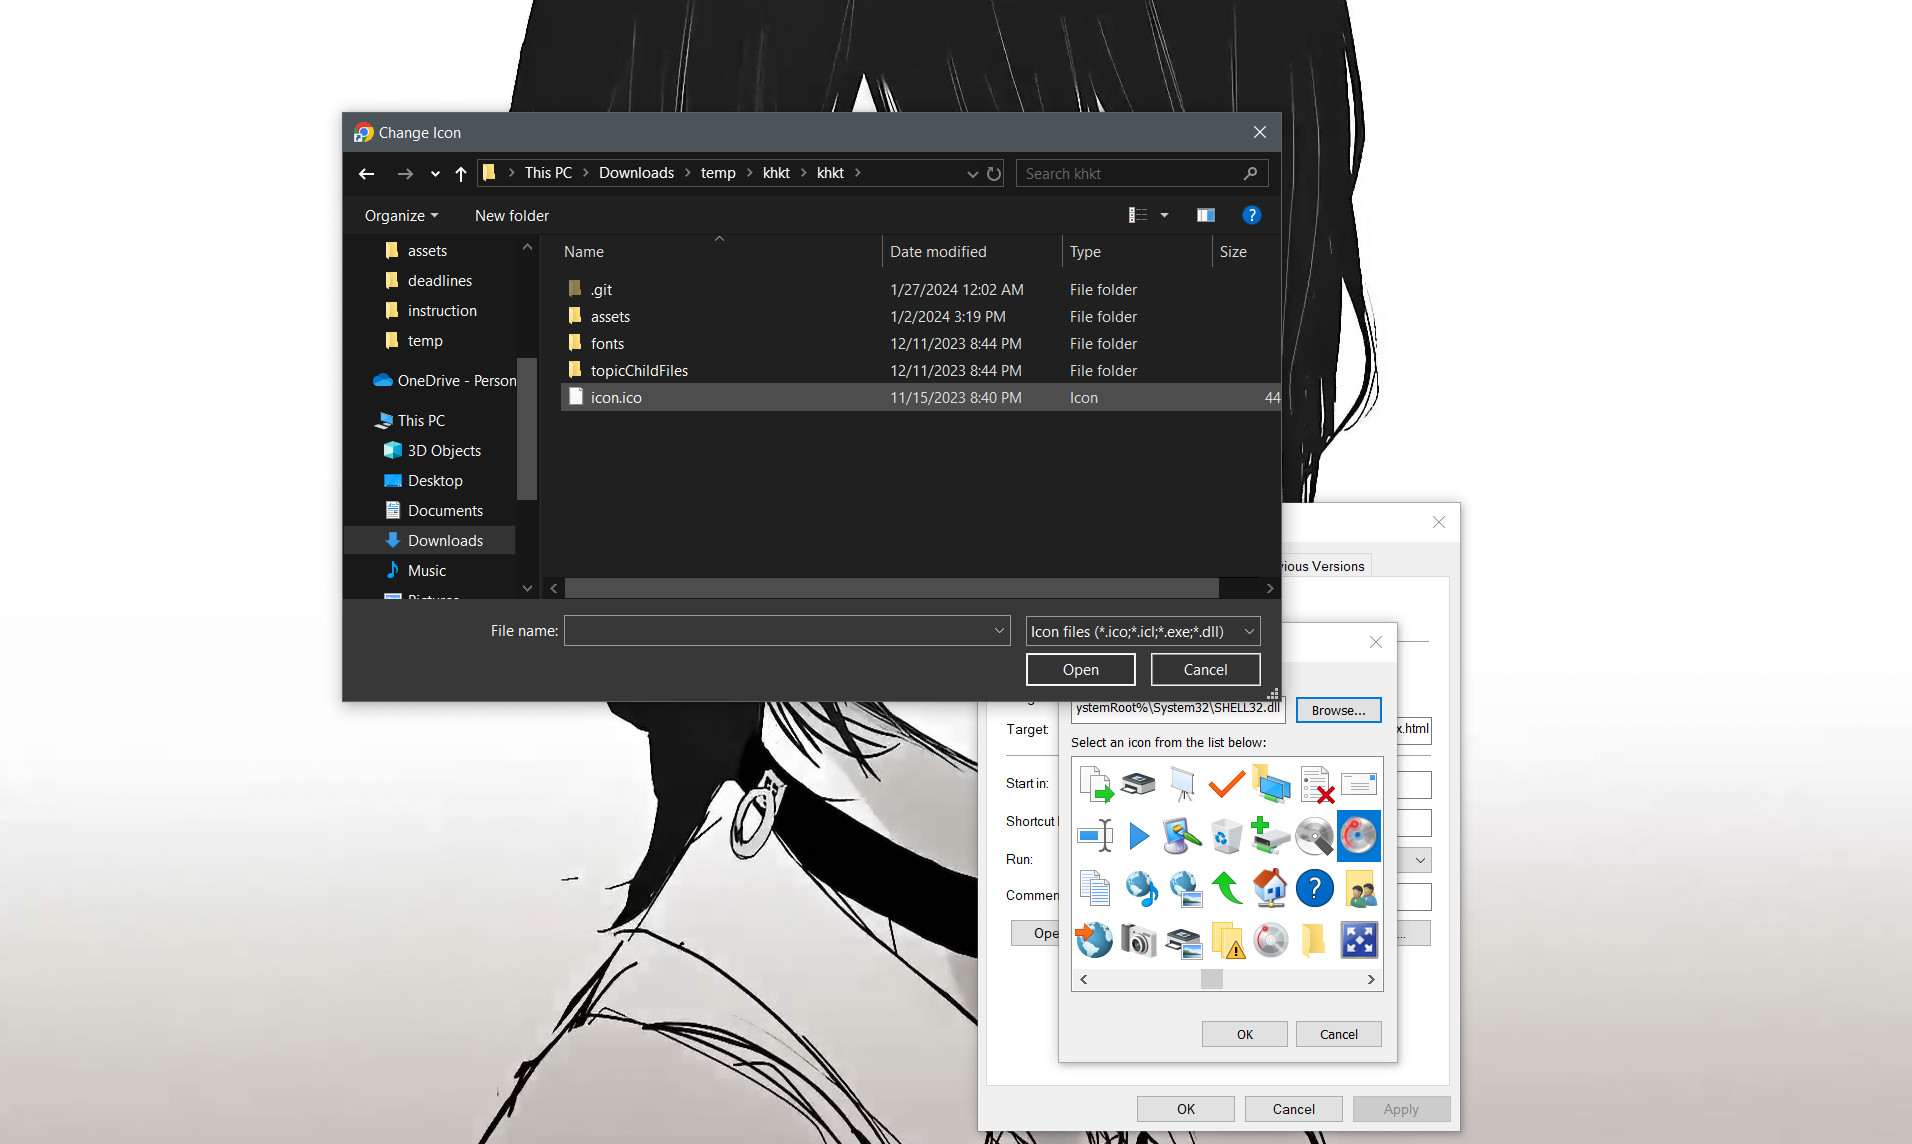 Change Icon
This PC Downloads temp khkt khkt
Search khkt
Organize New folder
?
assets
deadlines
instruction
temp
OneDrive - Person
This PC
3D Objects
Desktop
Documents
Downloads
Music
Name Date modified Type Size
.git 1/27/2024 12:02 AM File folder
assets 1/2/2024 3:19 PM File folder
fonts 12/11/2023 8:44 PM File folder
topicChildFiles 12/11/2023 8:44 PM File folder
icon.ico 11/15/2023 8:40 PM Icon 44
File name:
Icon files (*.ico;*.icl;*.exe;*.dll)
Open Cancel
ious Versions
ystemRoot%\System32\SHELL32.dll
Browse...
Target:
x.html
Select an icon from the list below:
Start in:
Shortcut
Run:
Commen
Ope
...
OK Cancel
OK Cancel Apply